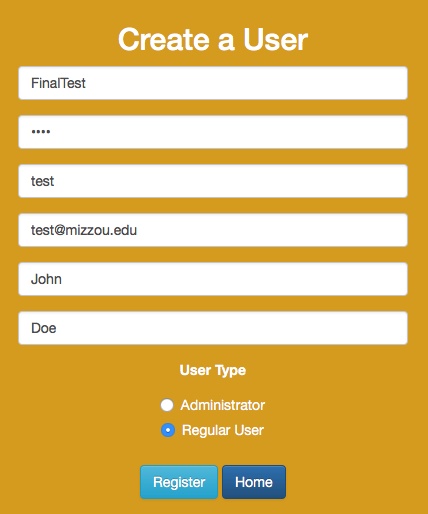 Create a User
FinalTest
••••
test
test@mizzou.edu
John
Doe
User Type
Administrator
Regular User
Register Home